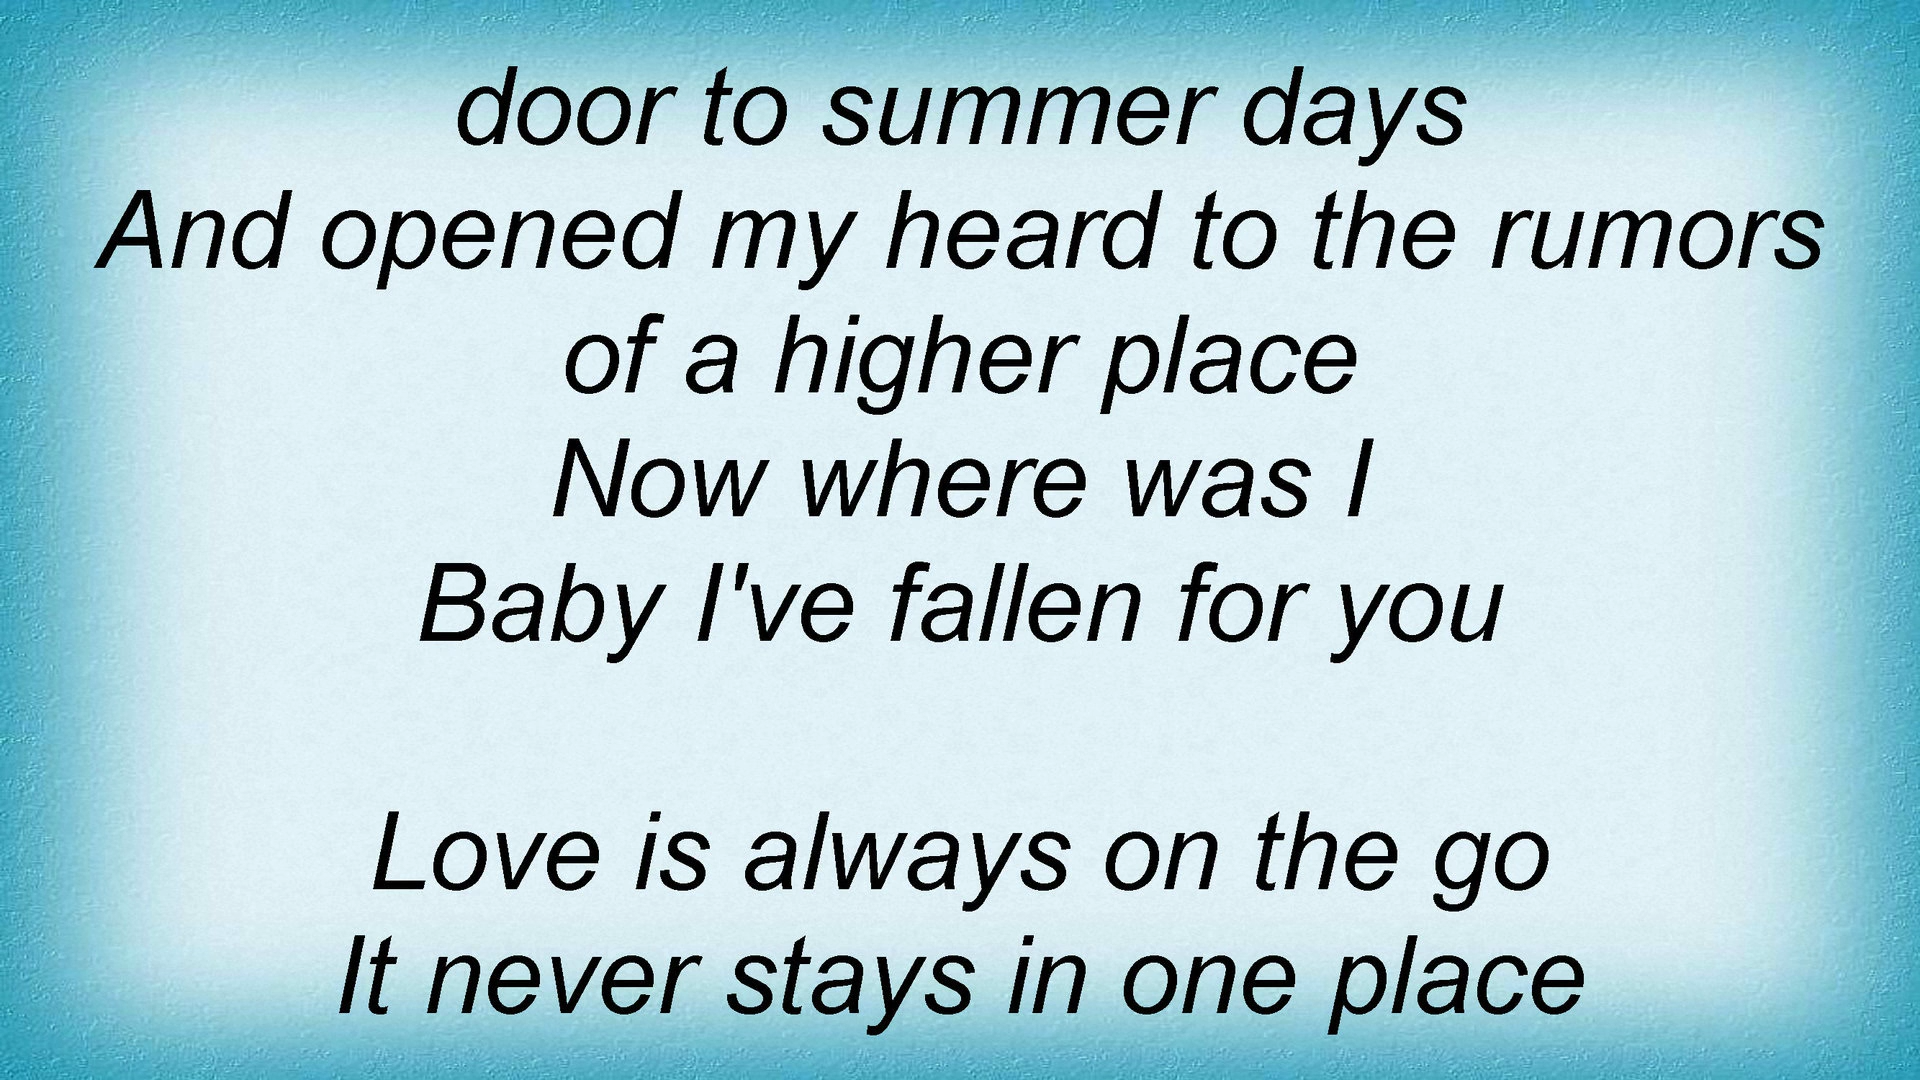 door to summer days
And opened my heard to the rumors
of a higher place
Now where was I
Baby I've fallen for you
Love is always on the go
It never stays in one place